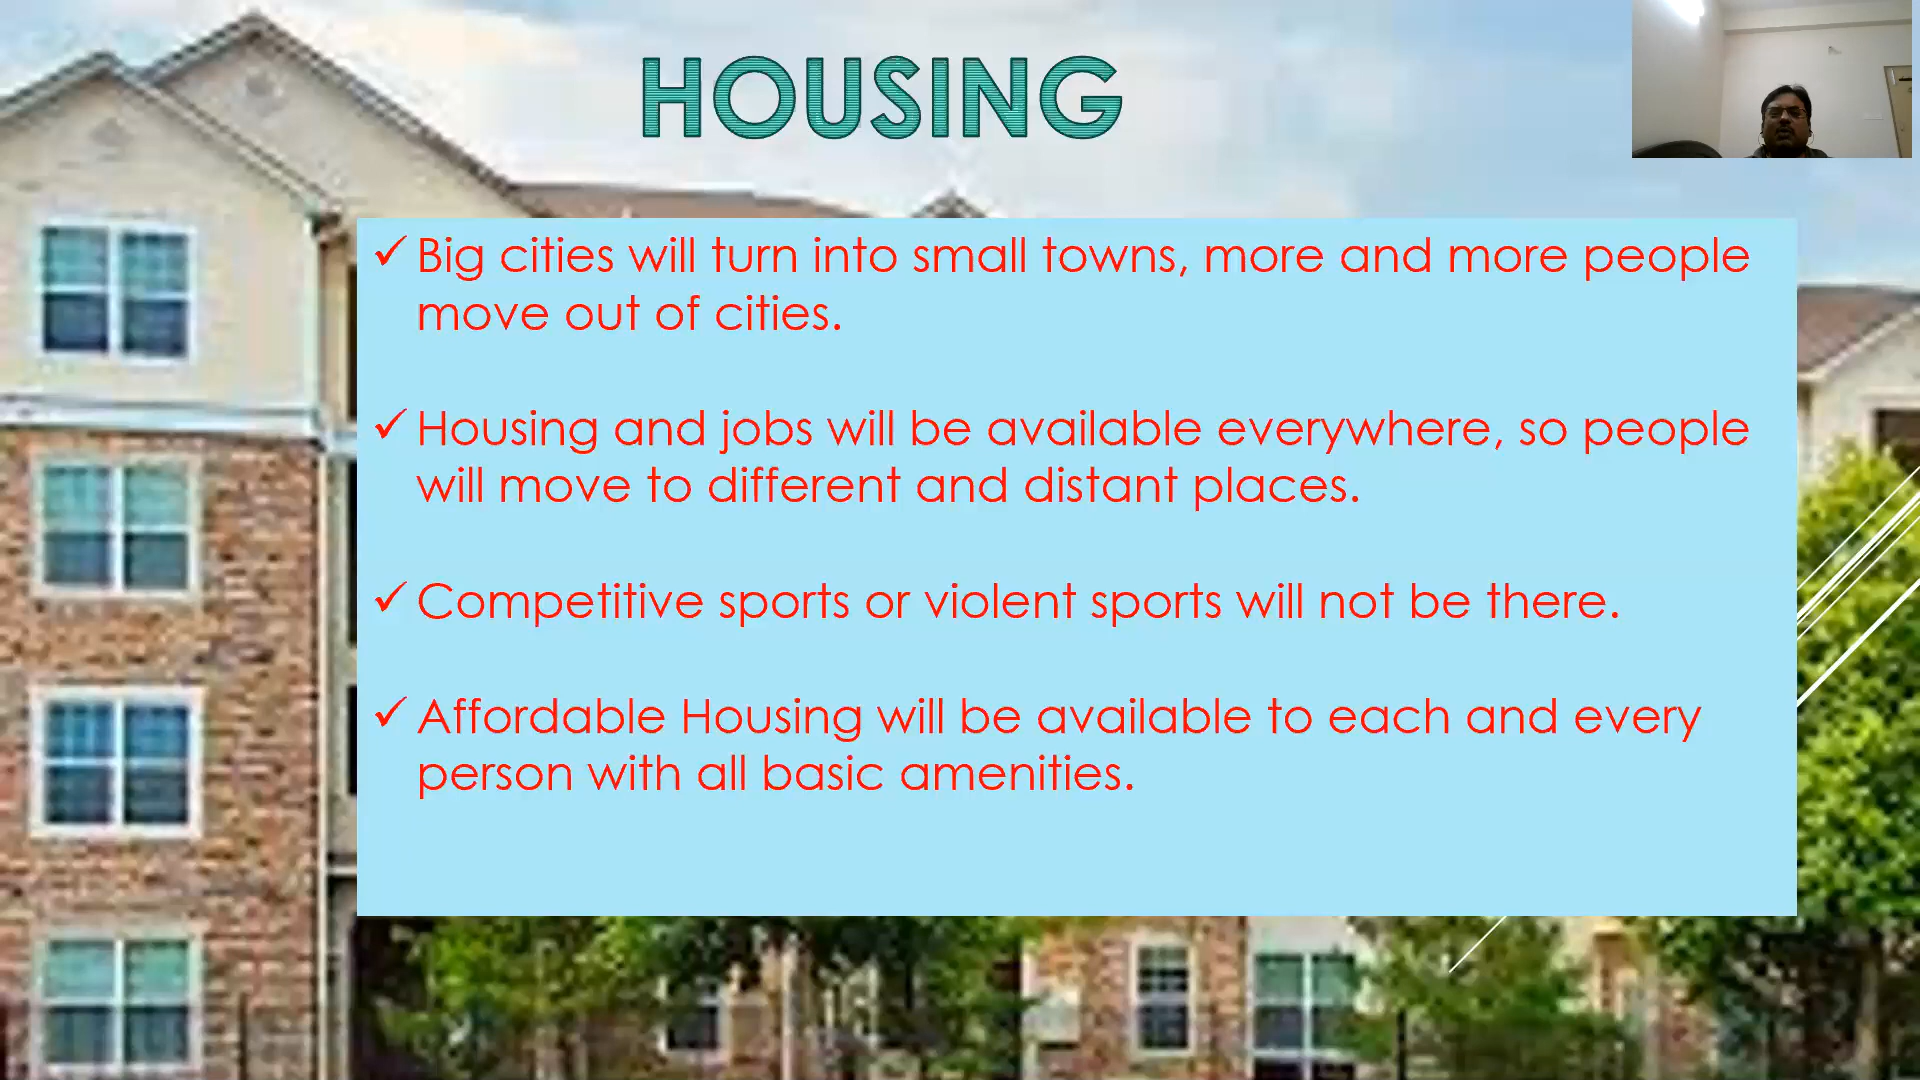 HOUSING
✓ Big cities will turn into small towns, more and more people
move out of cities.
✓ Housing and jobs will be available everywhere, so people
will move to different and distant places.
✓ Competitive sports or violent sports will not be there.
✓ Affordable Housing will be available to each and every
person with all basic amenities.